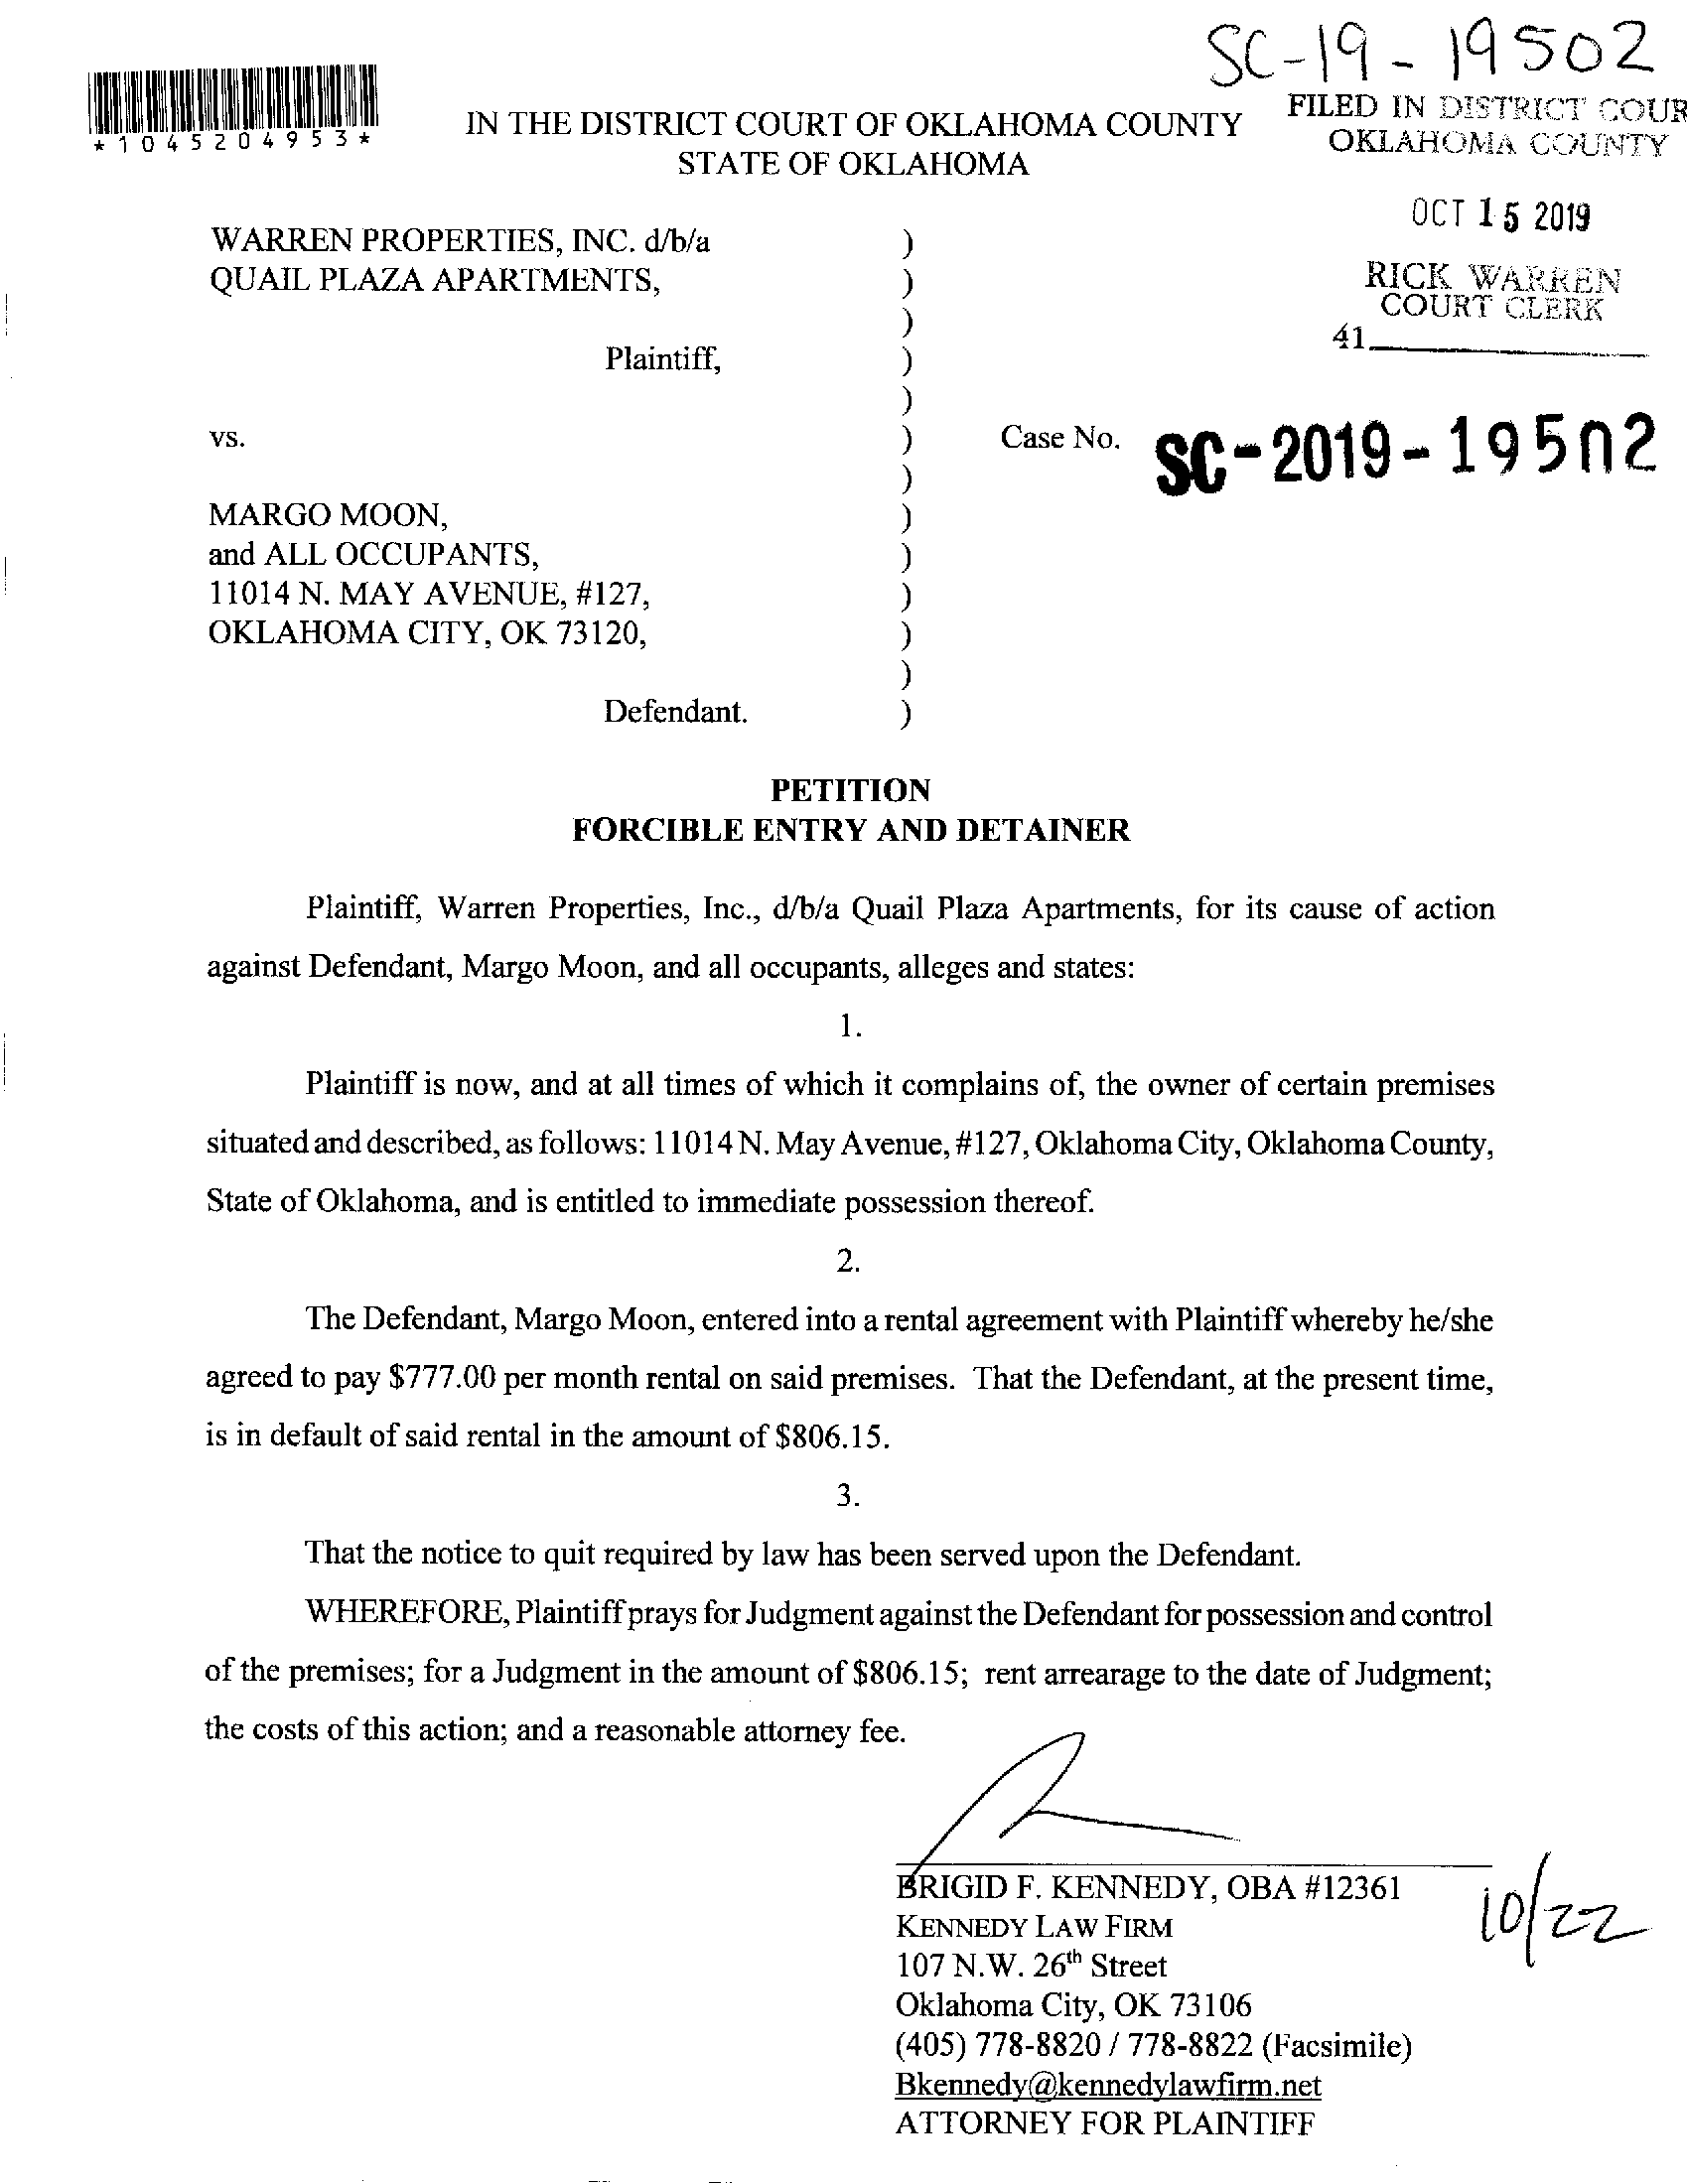 SC-19-19502
*1045204953*
IN THE DISTRICT COURT OF OKLAHOMA COUNTY
STATE OF OKLAHOMA
FILED IN DISTRICT COUR
OKLAHOMA COUNTY
OCT 15 2019
RICK WARREN
COURT CLERK
41
WARREN PROPERTIES, INC. d/b/a )
QUAIL PLAZA APARTMENTS, )
)
Plaintiff, )
)
vs. ) Case No. SC-2019-19502
)
MARGO MOON, )
and ALL OCCUPANTS, )
11014 N. MAY AVENUE, #127, )
OKLAHOMA CITY, OK 73120, )
)
Defendant. )
PETITION
FORCIBLE ENTRY AND DETAINER
Plaintiff, Warren Properties, Inc., d/b/a Quail Plaza Apartments, for its cause of action
against Defendant, Margo Moon, and all occupants, alleges and states:
1.
Plaintiff is now, and at all times of which it complains of, the owner of certain premises
situated and described, as follows: 11014 N. May Avenue, #127, Oklahoma City, Oklahoma County,
State of Oklahoma, and is entitled to immediate possession thereof.
2.
The Defendant, Margo Moon, entered into a rental agreement with Plaintiff whereby he/she
agreed to pay $777.00 per month rental on said premises. That the Defendant, at the present time,
is in default of said rental in the amount of $806.15.
3.
That the notice to quit required by law has been served upon the Defendant.
WHEREFORE, Plaintiff prays for Judgment against the Defendant for possession and control
of the premises; for a Judgment in the amount of $806.15; rent arrearage to the date of Judgment;
the costs of this action; and a reasonable attorney fee.
BRIGID F. KENNEDY, OBA #12361
KENNEDY LAW FIRM
107 N.W. 26th Street
Oklahoma City, OK 73106
(405) 778-8820 / 778-8822 (Facsimile)
Bkennedy@kennedylawfirm.net
ATTORNEY FOR PLAINTIFF
10/22